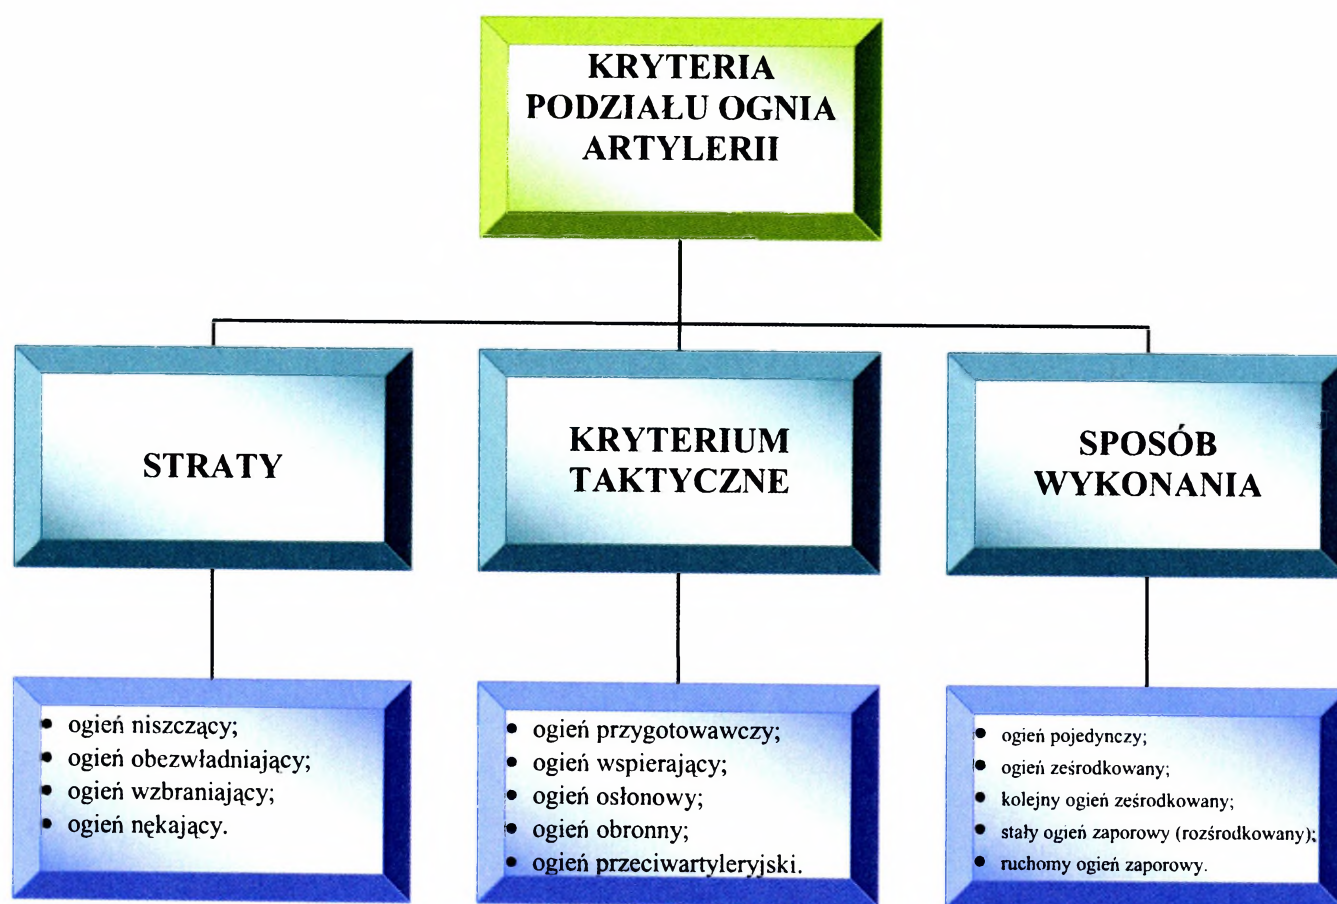 KRYTERIA
PODZIAŁU OGNIA
ARTYLERII
STRATY
KRYTERIUM
TAKTYCZNE
SPOSÓB
WYKONANIA
• ogień niszczący;
• ogień obezwładniający;
• ogień wzbraniający;
• ogień nękający.
• ogień przygotowawczy;
• ogień wspierający;
• ogień osłonowy;
• ogień obronny;
• ogień przeciwartyleryjski.
• ogień pojedynczy;
• ogień ześrodkowany;
• kolejny ogień ześrodkowany;
• stały ogień zaporowy (rozśrodkowany);
• ruchomy ogień zaporowy.